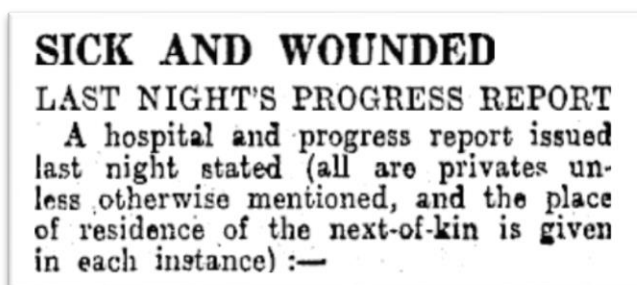 SICK AND WOUNDED
LAST NIGHT'S PROGRESS REPORT
A hospital and progress report issued
last night stated (all are privates un-
less otherwise mentioned, and the place
of residence of the next-of-kin is given
in each instance) :—